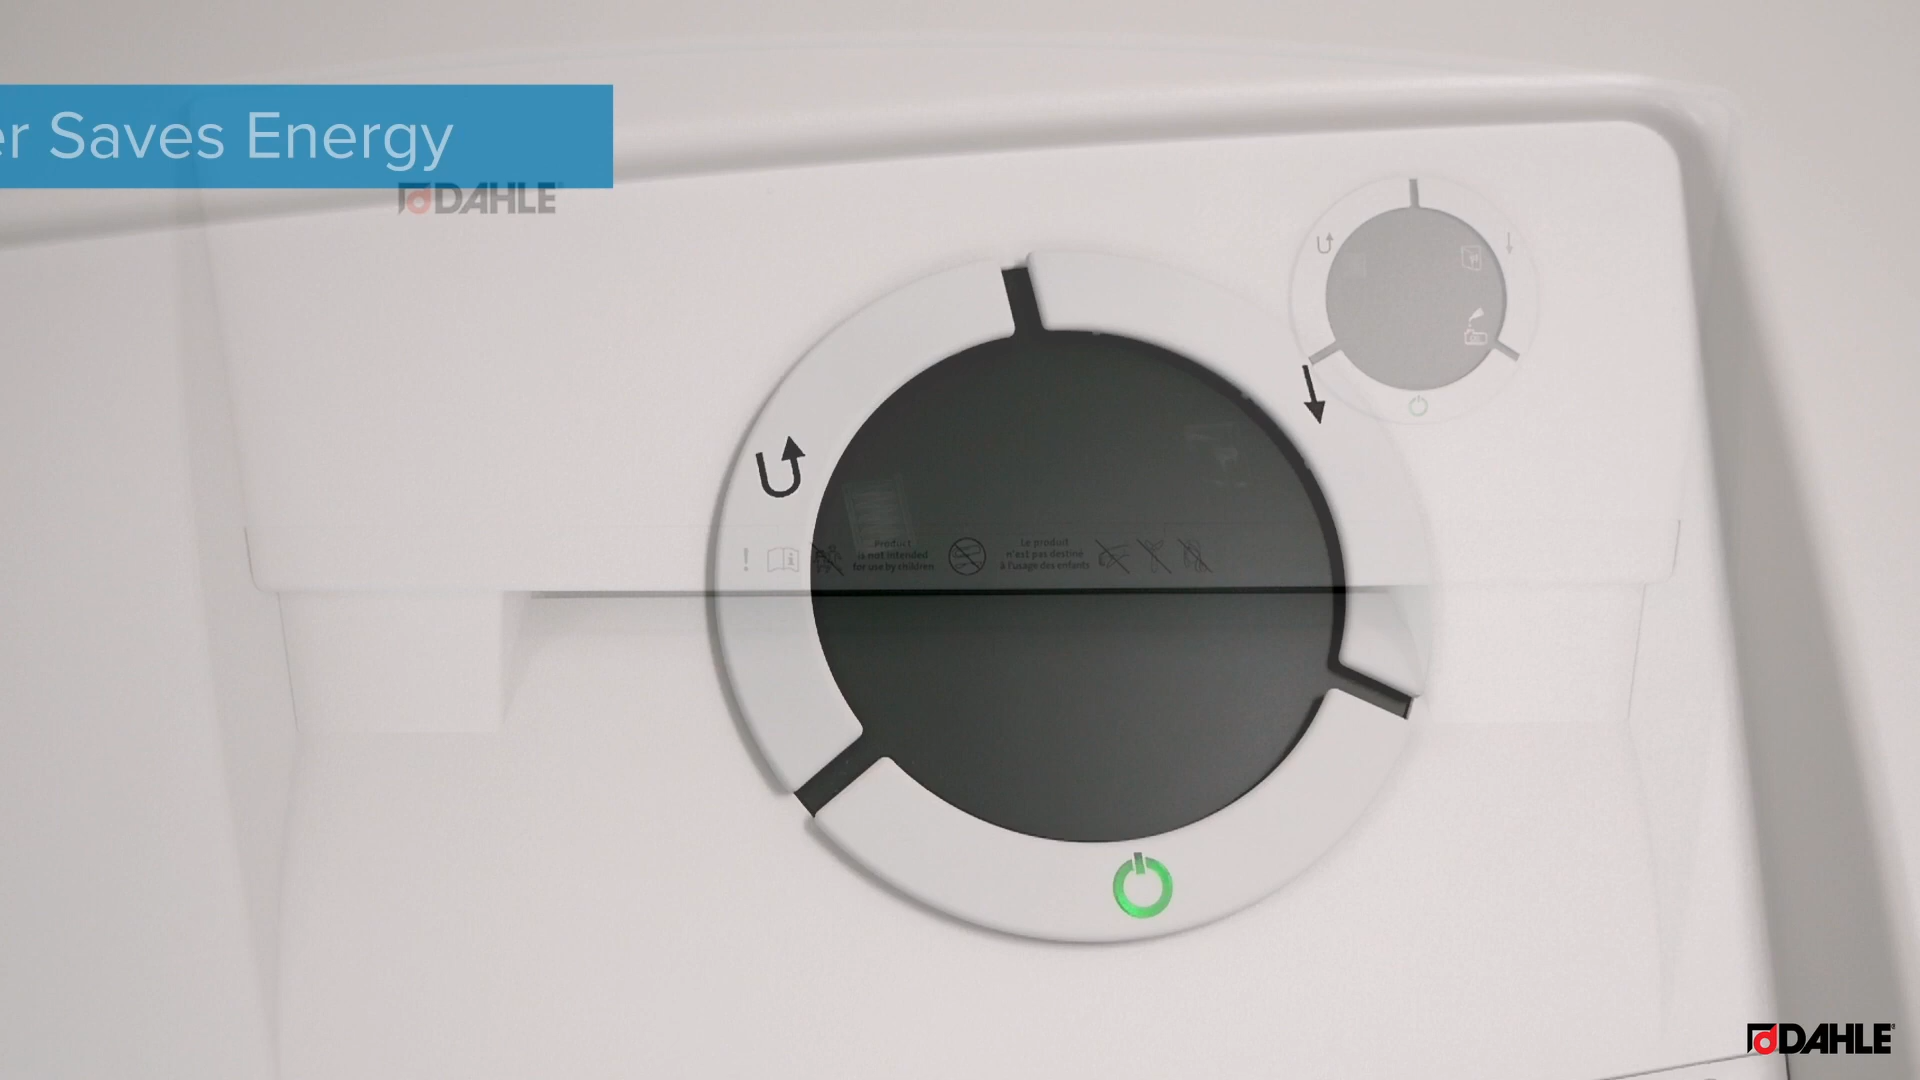 er Saves Energy
DAHLE
!
Product
is not intended
for use by children
Le produit
n'est pas destiné
à l'usage des enfants
DAHLE